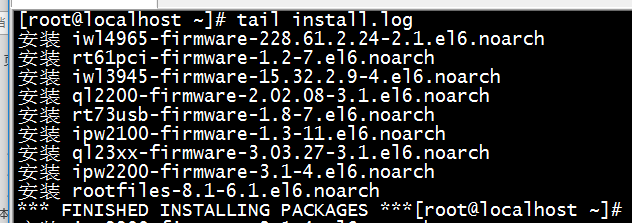 [root@localhost ~]# tail install.log
安装 iwl4965-firmware-228.61.2.24-2.1.el6.noarch
安装 rt61pci-firmware-1.2-7.el6.noarch
安装 iwl3945-firmware-15.32.2.9-4.el6.noarch
安装 ql2200-firmware-2.02.08-3.1.el6.noarch
安装 rt73usb-firmware-1.8-7.el6.noarch
安装 ipw2100-firmware-1.3-11.el6.noarch
安装 ql23xx-firmware-3.03.27-3.1.el6.noarch
安装 ipw2200-firmware-3.1-4.el6.noarch
安装 rootfiles-8.1-6.1.el6.noarch
*** FINISHED INSTALLING PACKAGES ***[root@localhost ~]#